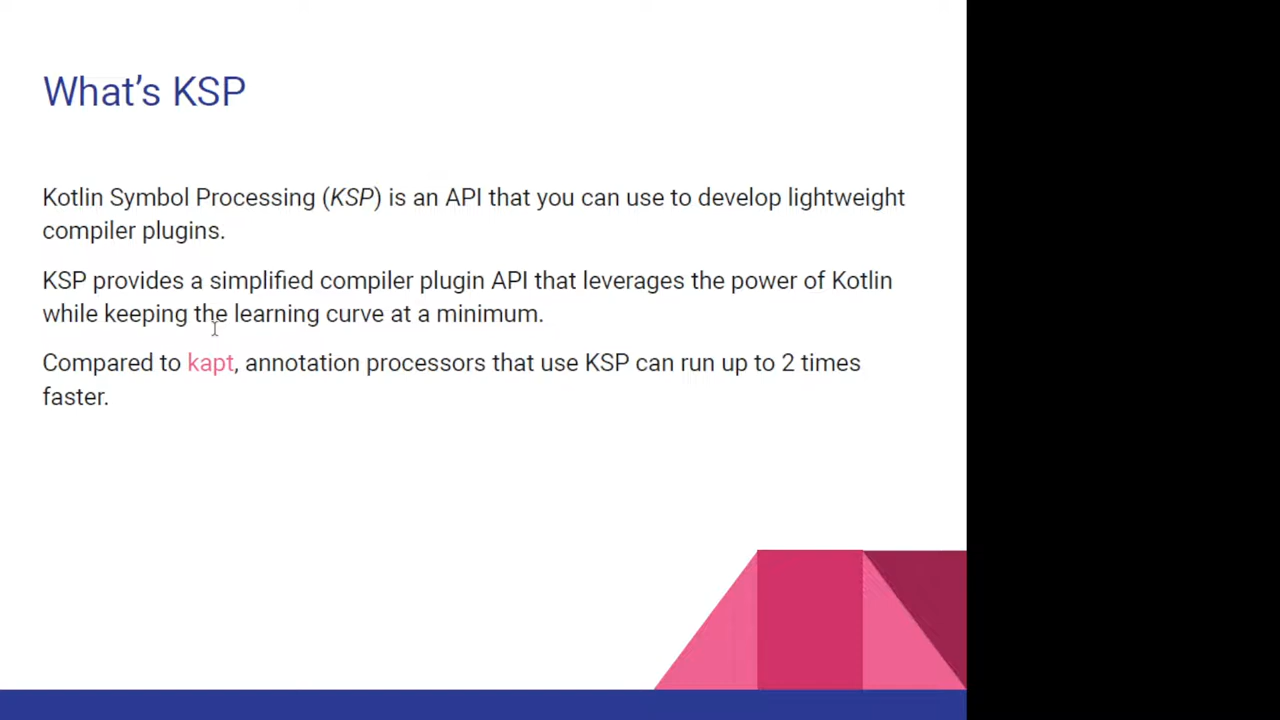 What's KSP
Kotlin Symbol Processing (KSP) is an API that you can use to develop lightweight
compiler plugins.
KSP provides a simplified compiler plugin API that leverages the power of Kotlin
while keeping the learning curve at a minimum.
Compared to kapt, annotation processors that use KSP can run up to 2 times
faster.